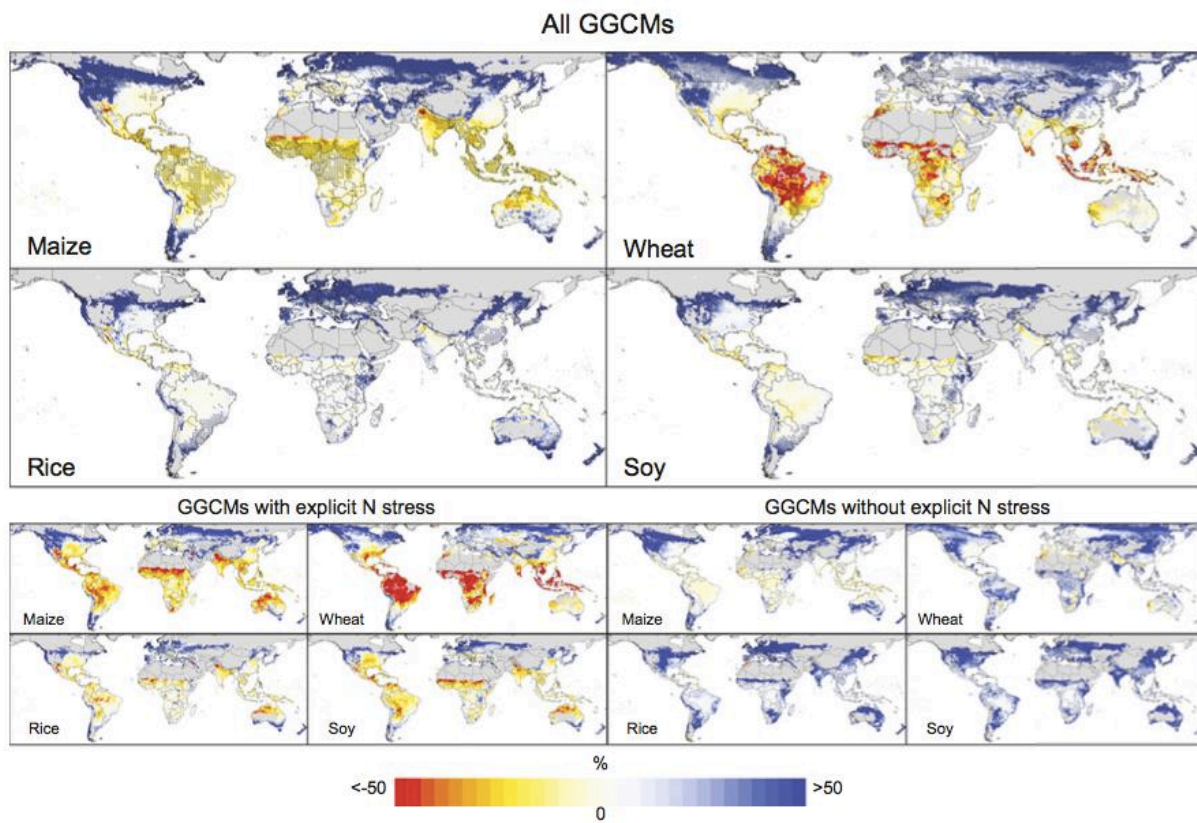 All GGCMs
Maize
Wheat
Rice
Soy
GGCMs with explicit N stress
GGCMs without explicit N stress
Maize
Wheat
Maize
Wheat
Rice
Soy
Rice
Soy
%
<-50
>50
0